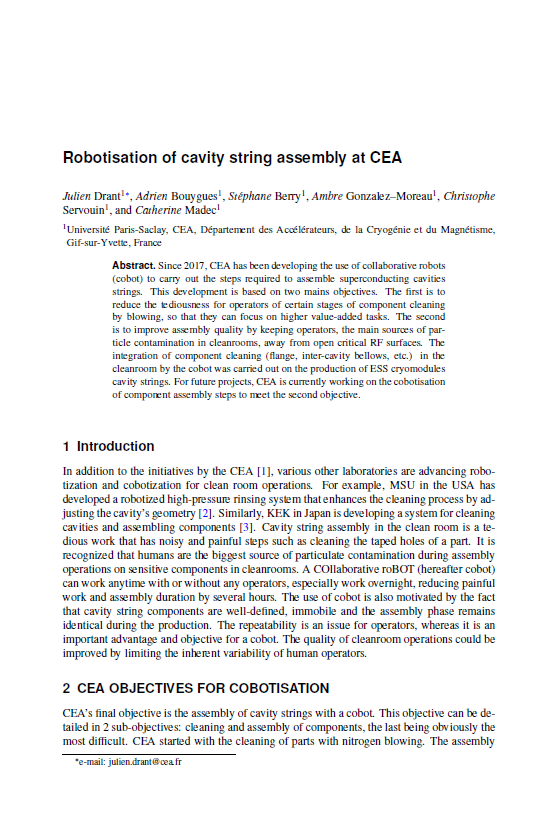 Robotisation of cavity string assembly at CEA
Julien Drant1*, Adrien Bouygues1, Stéphane Berry1, Ambre Gonzalez–Moreau1, Christophe
Servouin1, and Catherine Madec1
1Université Paris-Saclay, CEA, Département des Accélérateurs, de la Cryogénie et du Magnétisme,
Gif-sur-Yvette, France
Abstract. Since 2017, CEA has been developing the use of collaborative robots
(cobot) to carry out the steps required to assemble superconducting cavities
strings. This development is based on two mains objectives. The first is to
reduce the tediousness for operators of certain stages of component cleaning
by blowing, so that they can focus on higher value-added tasks. The second
is to improve assembly quality by keeping operators, the main sources of par-
ticle contamination in cleanrooms, away from open critical RF surfaces. The
integration of component cleaning (flange, inter-cavity bellows, etc.) in the
cleanroom by the cobot was carried out on the production of ESS cryomodules
cavity strings. For future projects, CEA is currently working on the cobotisation
of component assembly steps to meet the second objective.
1 Introduction
In addition to the initiatives by the CEA [1], various other laboratories are advancing robo-
tization and cobotization for clean room operations. For example, MSU in the USA has
developed a robotized high-pressure rinsing system that enhances the cleaning process by ad-
justing the cavity's geometry [2]. Similarly, KEK in Japan is developing a system for cleaning
cavities and assembling components [3]. Cavity string assembly in the clean room is a te-
dious work that has noisy and painful steps such as cleaning the taped holes of a part. It is
recognized that humans are the biggest source of particulate contamination during assembly
operations on sensitive components in cleanrooms. A COllaborative roBOT (hereafter cobot)
can work anytime with or without any operators, especially work overnight, reducing painful
work and assembly duration by several hours. The use of cobot is also motivated by the fact
that cavity string components are well-defined, immobile and the assembly phase remains
identical during the production. The repeatability is an issue for operators, whereas it is an
important advantage and objective for a cobot. The quality of cleanroom operations could be
improved by limiting the inherent variability of human operators.
2 CEA OBJECTIVES FOR COBOTISATION
CEA's final objective is the assembly of cavity strings with a cobot. This objective can be de-
tailed in 2 sub-objectives: cleaning and assembly of components, the last being obviously the
most difficult. CEA started with the cleaning of parts with nitrogen blowing. The assembly
*e-mail: julien.drant@cea.fr